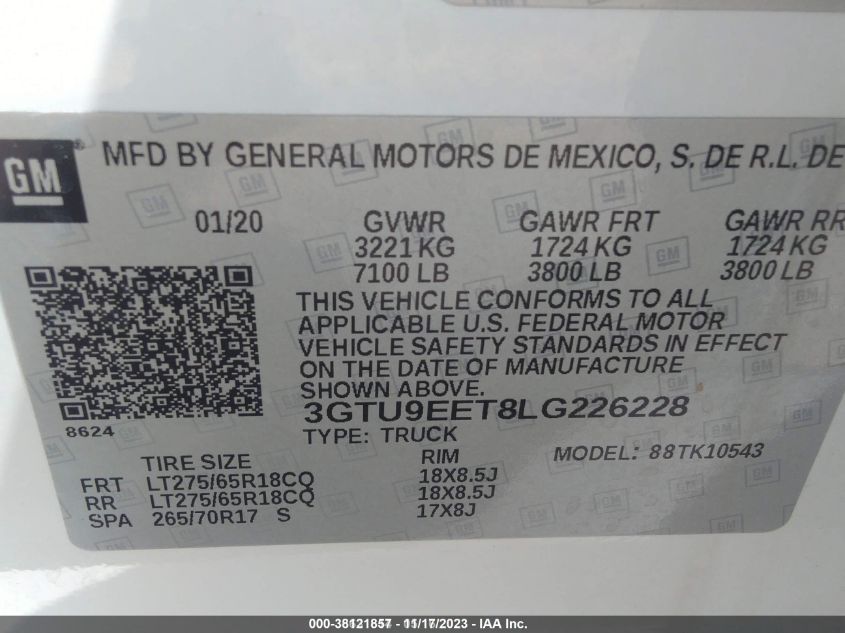 GM ® MFD BY GENERAL MOTORS DE MEXICO, S. DE R.L. DE
01/20 GVWR GAWR FRT GAWR RR
3221 KG 1724 KG 1724 KG
7100 LB 3800 LB 3800 LB
THIS VEHICLE CONFORMS TO ALL
APPLICABLE U.S. FEDERAL MOTOR
VEHICLE SAFETY STANDARDS IN EFFECT
ON THE DATE OF MANUFACTURE
SHOWN ABOVE.
3GTU9EET8LG226228
8624
TYPE: TRUCK
MODEL: 88TK10543
TIRE SIZE RIM
FRT LT275/65R18CQ 18X8.5J
RR LT275/65R18CQ 18X8.5J
SPA 265/70R17 S 17X8J
000-38121857 - 11/17/2023 - IAA Inc.